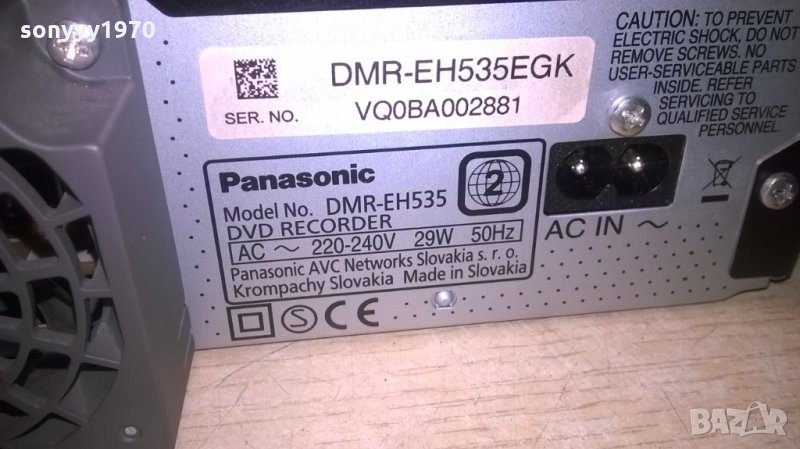 sonywy1970
DMR-EH535EGK
SER. NO. VQ0BA002881
CAUTION: TO PREVENT
ELECTRIC SHOCK, DO NOT
REMOVE SCREWS. NO
USER-SERVICEABLE PARTS
INSIDE. REFER
SERVICING TO
QUALIFIED SERVICE
PERSONNEL.
Panasonic
Model No. DMR-EH535
DVD RECORDER
2
AC ~ 220-240V 29W 50Hz
Panasonic AVC Networks Slovakia s. r. o.
Krompachy Slovakia Made in Slovakia
S CE
AC IN ~
BAZAR